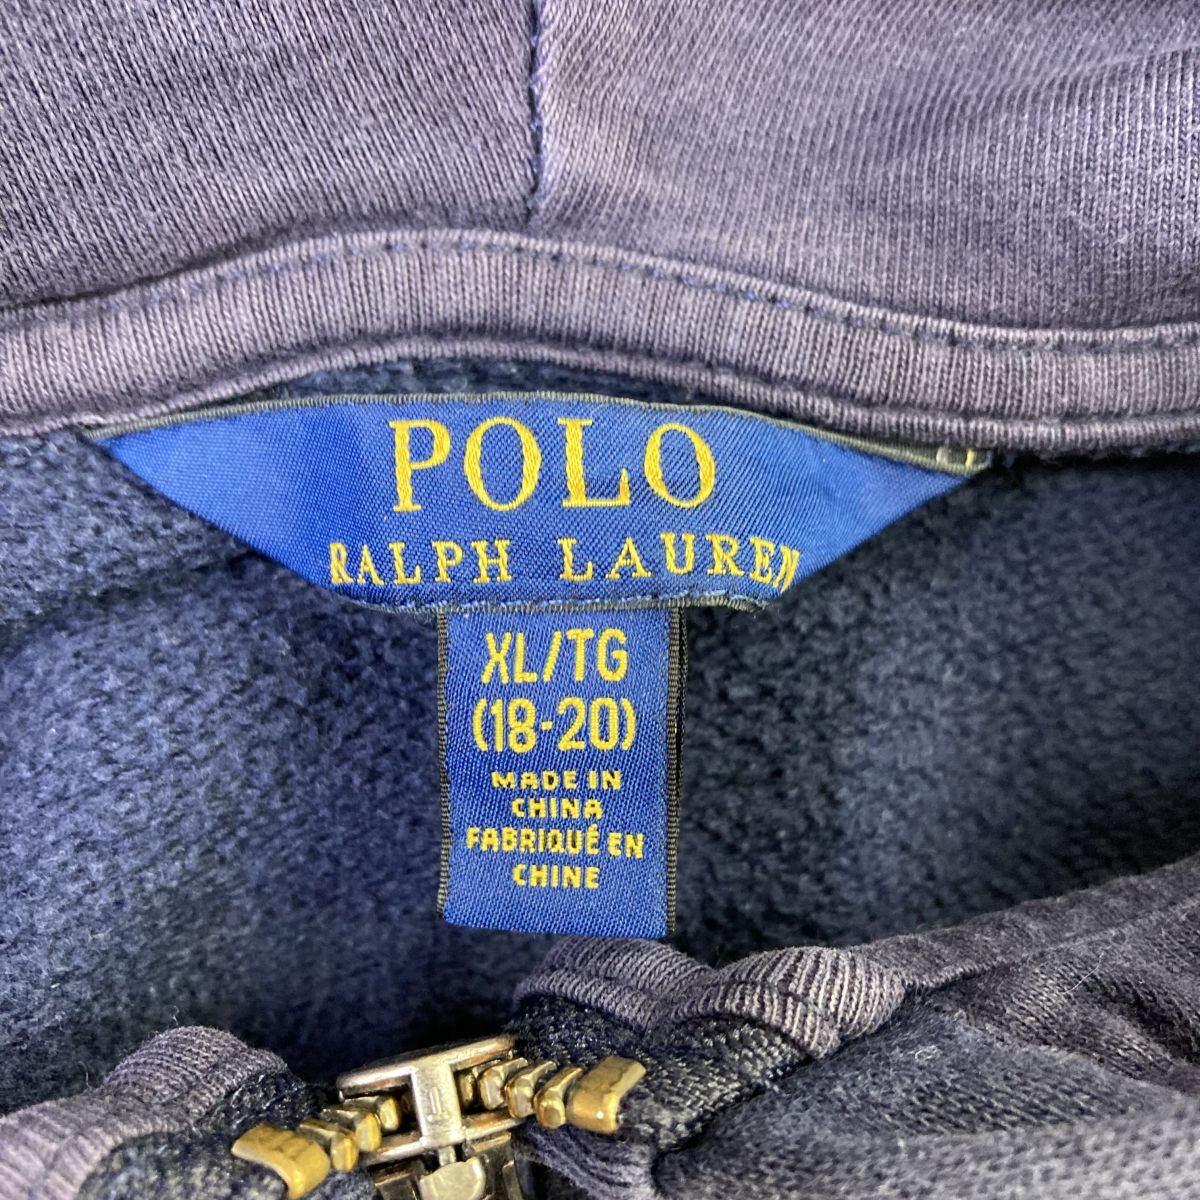 POLO
RALPH LAUREN
XL/TG
(18-20)
MADE IN
CHINA
FABRIQUÉ EN
CHINE